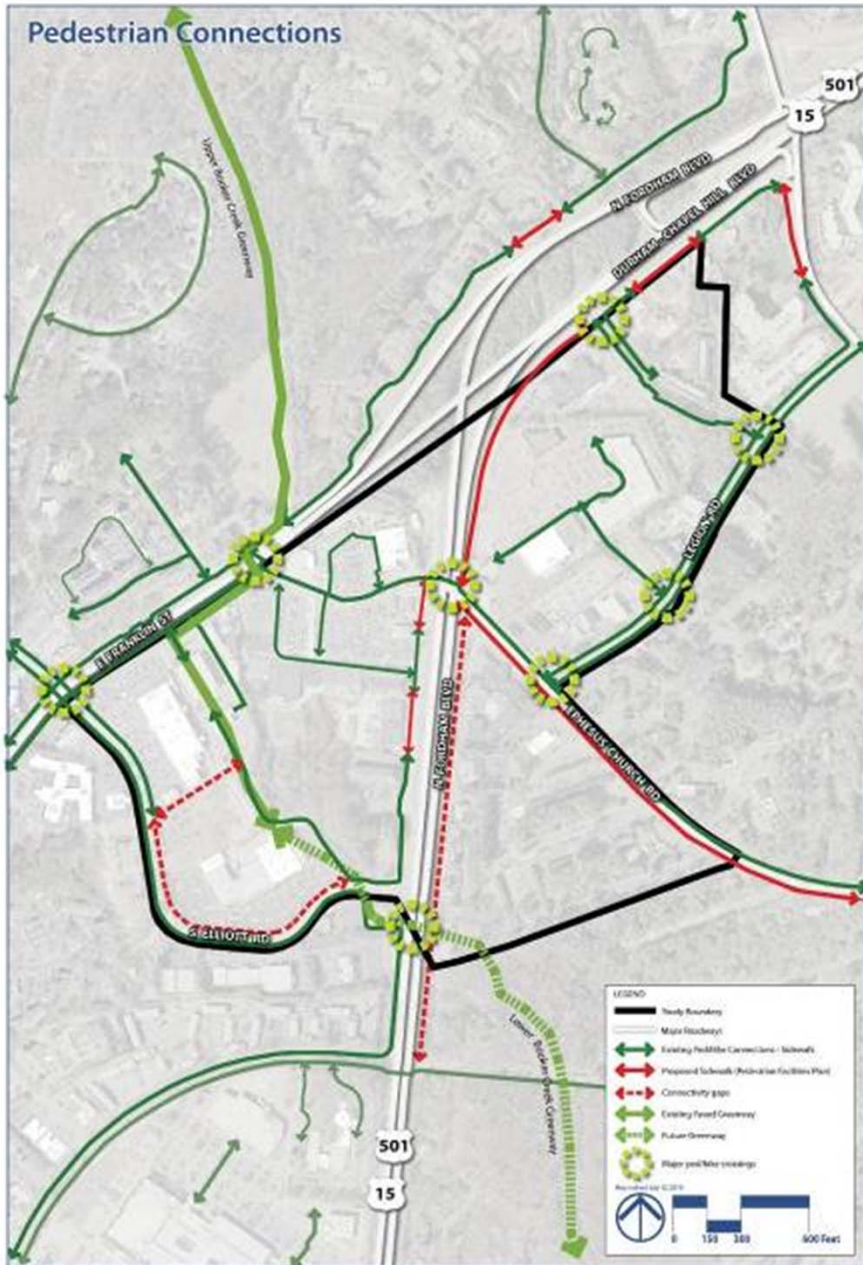 Pedestrian Connections
501
15
Upper Booker Creek Greenway
N FORDHAM BLVD
DURHAM-CHAPEL HILL BLVD
LEGION RD
E FRANKLIN ST
N FORDHAM BLVD
EPHESUS CHURCH RD
S ELLIOTT RD
Lower Booker Creek Greenway
501
15
LEGEND
Study Boundary
Major Roadways
Existing Ped/Bike Connections - Sidewalk
Proposed Sidewalk (Pedestrian Facilities Plan)
Connectivity gaps
Existing Paved Greenway
Future Greenway
Major ped/bike crossings
0 150 300 600 Feet